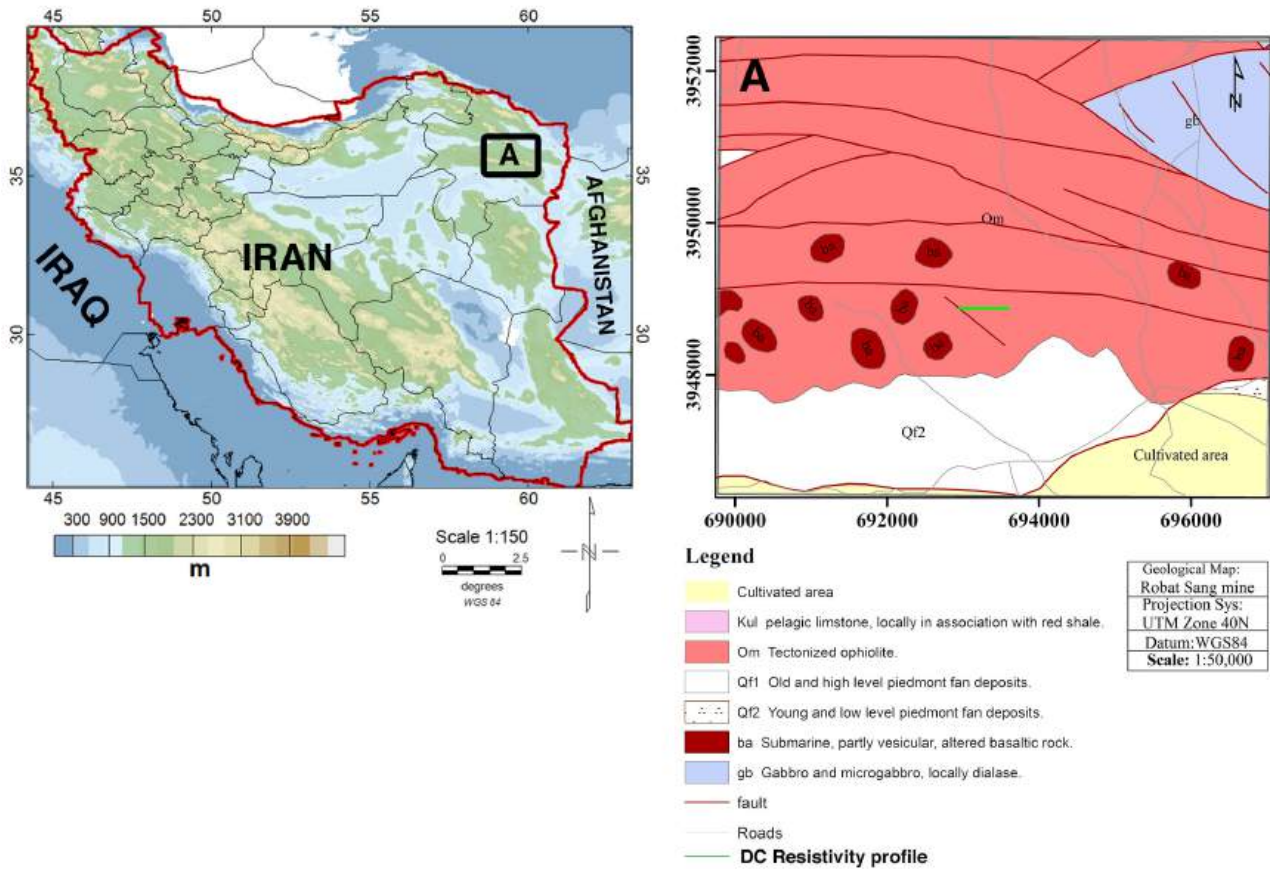 45 50 55 60
35
30
35
30
A
AFGHANISTAN
IRAN
IRAQ
45 50 55 60
300 900 1500 2300 3100 3900
m
Scale 1:150
0 2.5
degrees
WGS 84
N
A
N
gb
Om
ba
ba
Qf2
Cultivated area
3952000
3950000
3948000
690000 692000 694000 696000
Legend
Cultivated area
Kul pelagic limstone, locally in association with red shale.
Om Tectonized ophiolite.
Qf1 Old and high level piedmont fan deposits.
Qf2 Young and low level piedmont fan deposits.
ba Submarine, partly vesicular, altered basaltic rock.
gb Gabbro and microgabbro, locally dialase.
fault
Roads
DC Resistivity profile
Geological Map:
Robat Sang mine
Projection Sys:
UTM Zone 40N
Datum:WGS84
Scale: 1:50,000